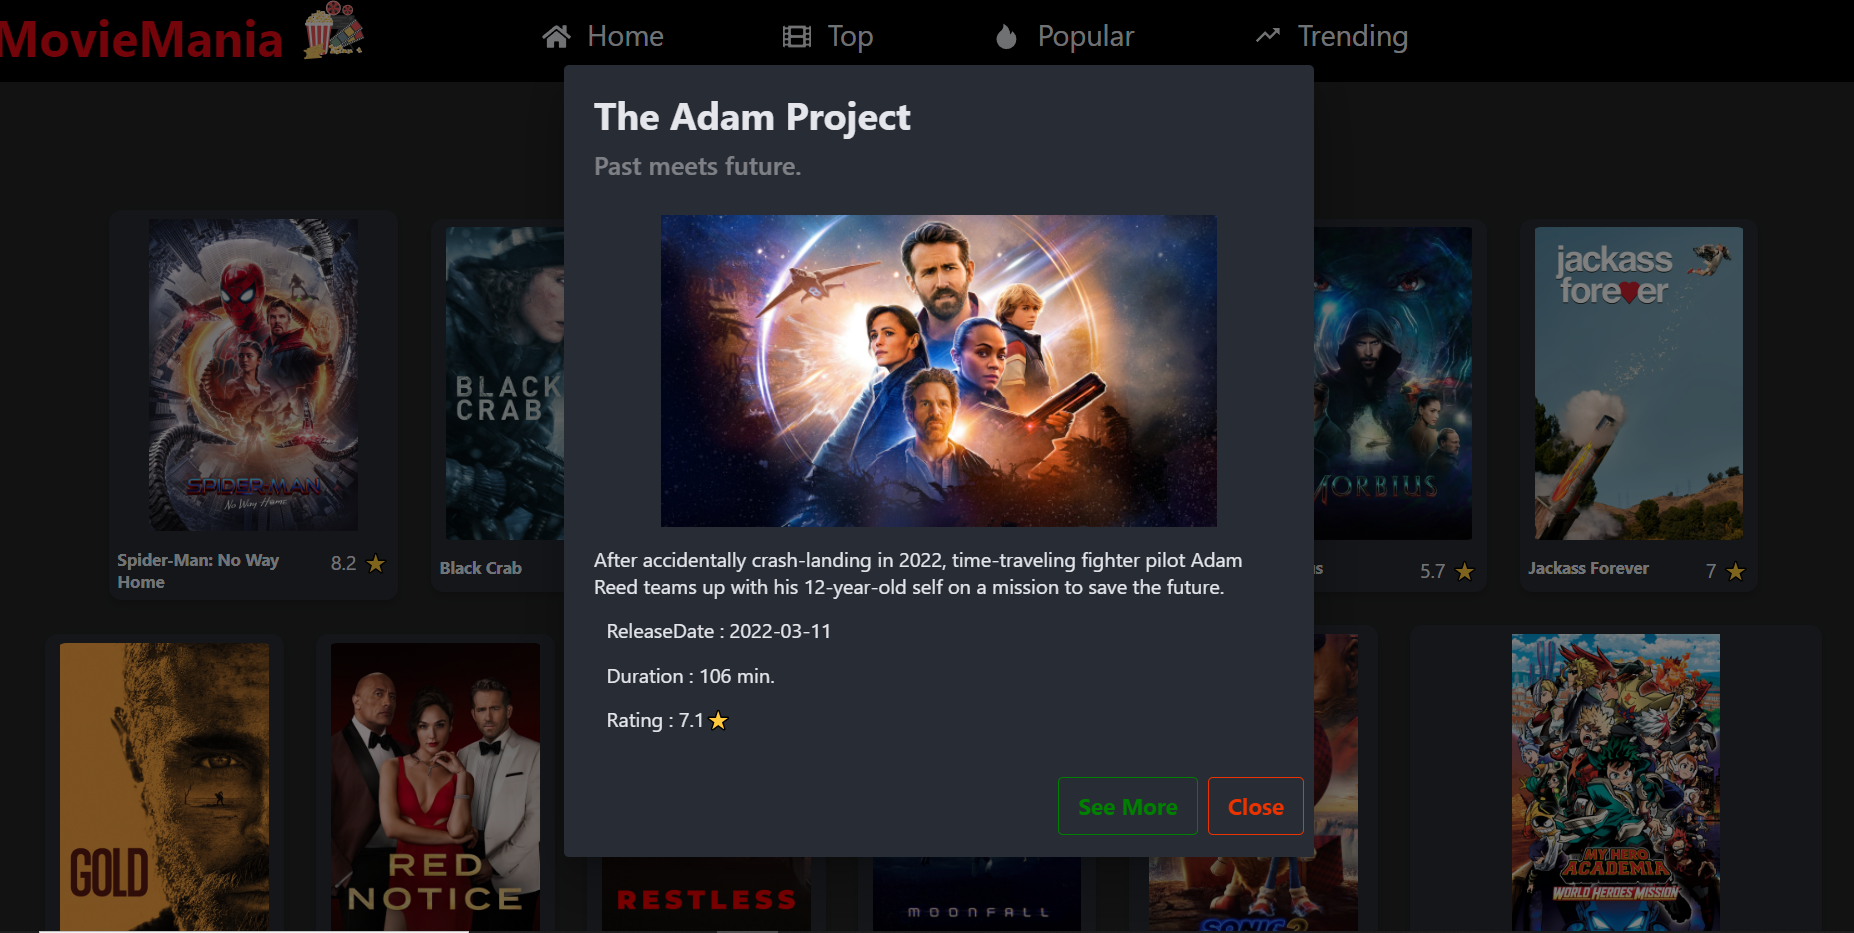 MovieMania
Home
Top
Popular
Trending
The Adam Project
Past meets future.
After accidentally crash-landing in 2022, time-traveling fighter pilot Adam
Reed teams up with his 12-year-old self on a mission to save the future.
ReleaseDate : 2022-03-11
Duration : 106 min.
Rating : 7.1
See More
Close
SPIDER-MAN
No Way Home
Spider-Man: No Way
Home
8.2
BLACK
CRAB
Black Crab
MORBIUS
s
5.7
jackass
forever
Jackass Forever
7
GOLD
RED
NOTICE
RESTLESS
MOONFALL
SONIC 2
MY HERO
ACADEMIA
WORLD HEROES MISSION